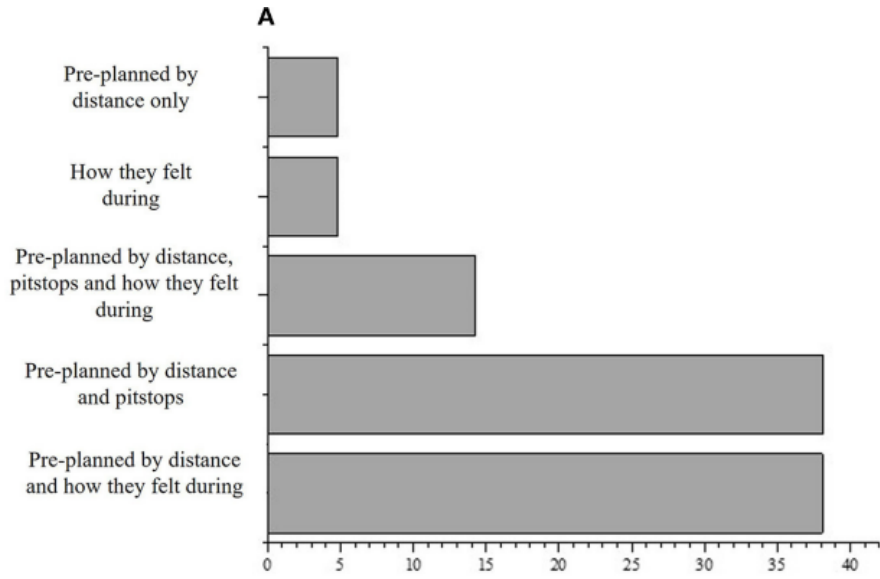 A
Pre-planned by
distance only
How they felt
during
Pre-planned by distance,
pitstops and how they felt
during
Pre-planned by distance
and pitstops
Pre-planned by distance
and how they felt during
0 5 10 15 20 25 30 35 40